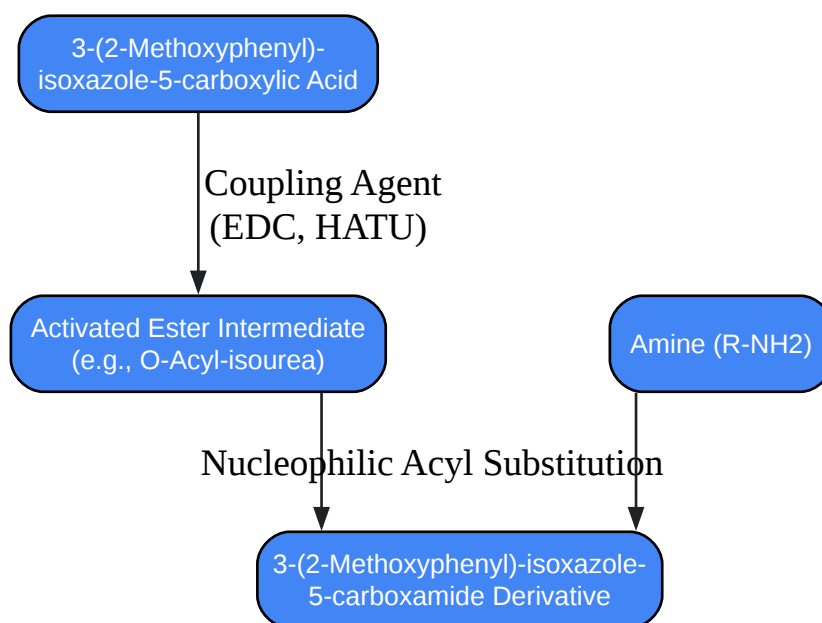 3-(2-Methoxyphenyl)-
isoxazole-5-carboxylic Acid
Coupling Agent
(EDC, HATU)
Activated Ester Intermediate
(e.g., O-Acyl-isourea)
Amine (R-NH2)
Nucleophilic Acyl Substitution
3-(2-Methoxyphenyl)-isoxazole-
5-carboxamide Derivative